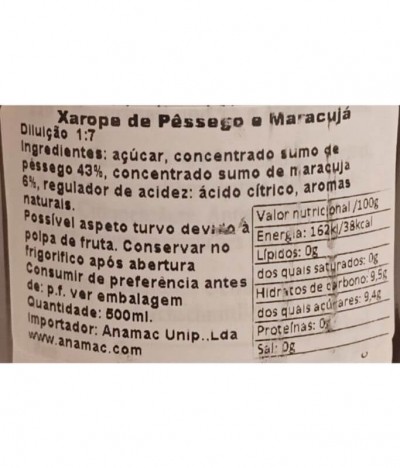 Xarope de Pêssego e Maracujá
Diluição 1:7
Ingredientes: açúcar, concentrado sumo de
pêssego 43%, concentrado sumo de maracuja
6%, regulador de acidez: ácido cítrico, aromas
naturais.
Possível aspeto turvo devido à
polpa de fruta. Conservar no
frigorifico após abertura
Consumir de preferência antes
de: p.f. ver embalagem
Quantidade: 500ml.
Importador: Anamac Unip..Lda
www.anamac.com
Valor nutricional /100g
Energia: 162kj/38kcal
Lípidos: 0g
dos quais saturados: 0g
Hidratos de carbono: 9,5g
dos quais açúcares: 9,4g
Proteínas: 0g
Sal: 0g